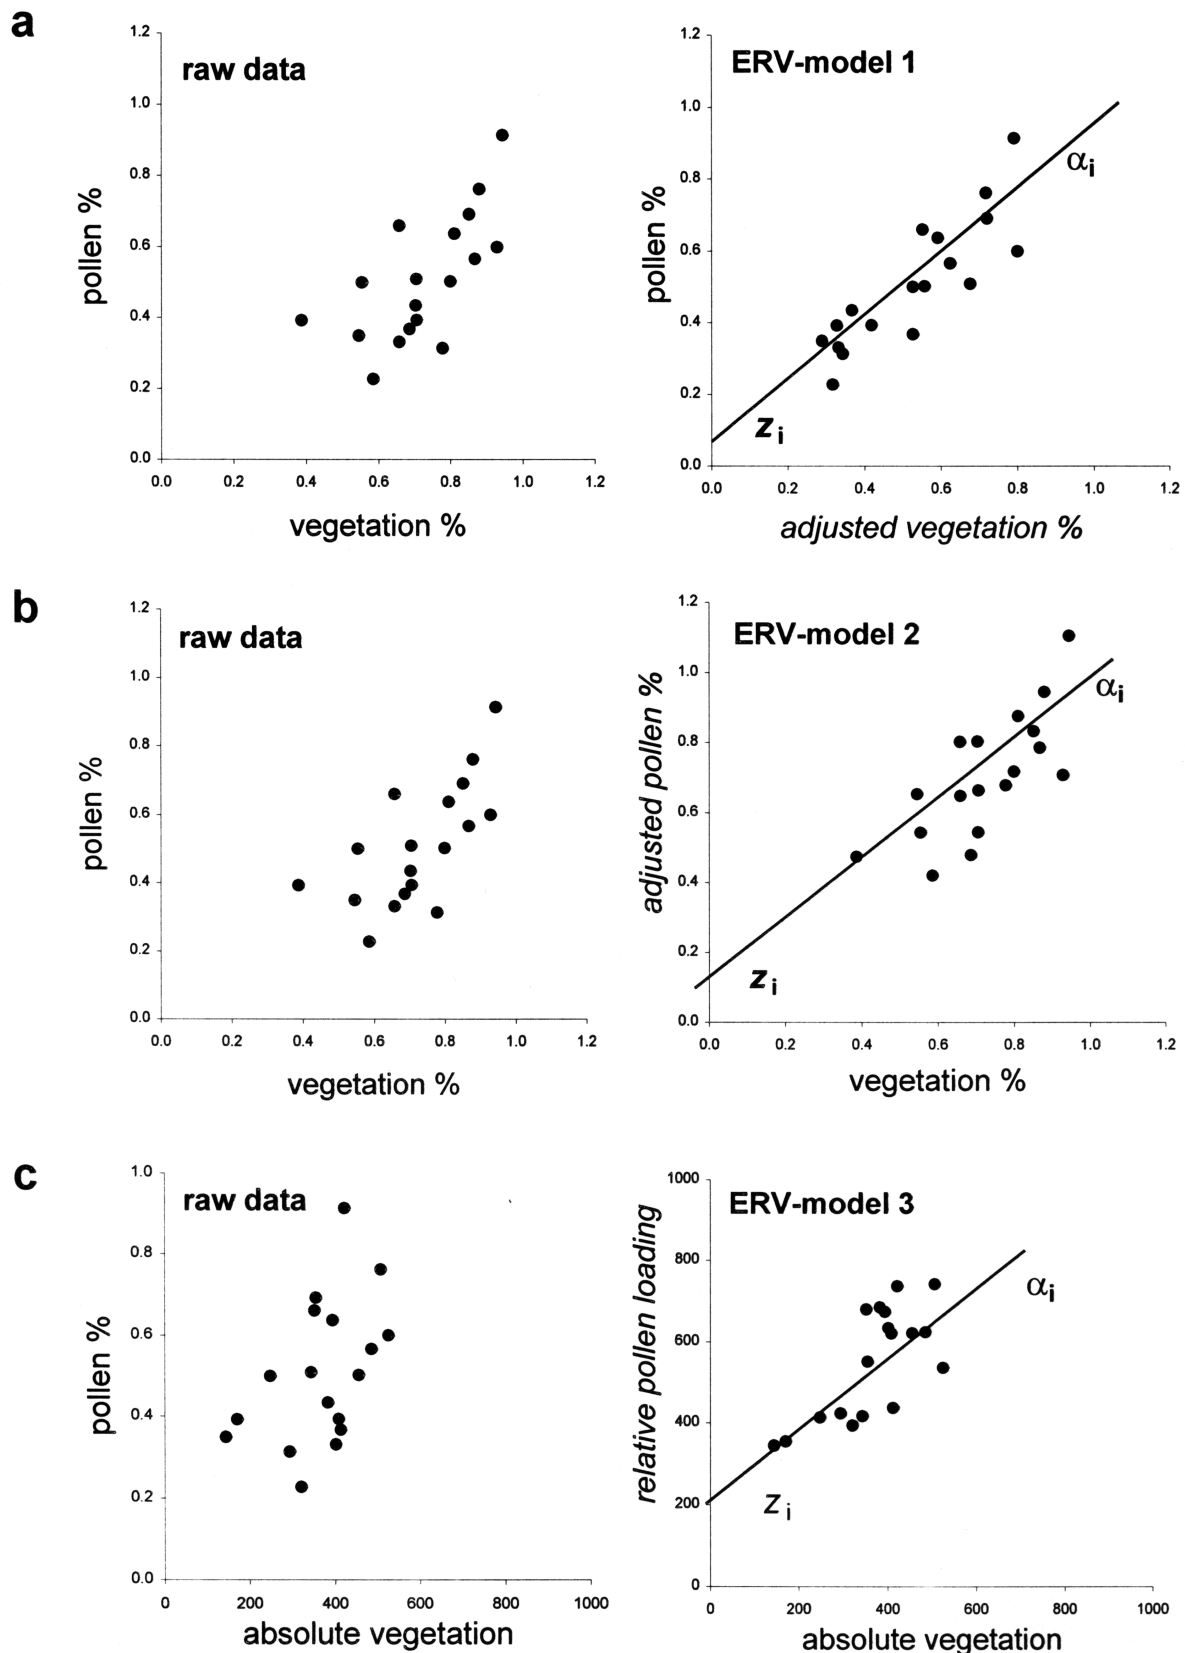 a
raw data
pollen %
1.2
1.0
0.8
0.6
0.4
0.2
0.0
0.0 0.2 0.4 0.6 0.8 1.0 1.2
vegetation %
ERV-model 1
pollen %
1.2
1.0
0.8
0.6
0.4
0.2
0.0
αi
zi
0.0 0.2 0.4 0.6 0.8 1.0 1.2
adjusted vegetation %
b
raw data
pollen %
1.2
1.0
0.8
0.6
0.4
0.2
0.0
0.0 0.2 0.4 0.6 0.8 1.0 1.2
vegetation %
ERV-model 2
adjusted pollen %
1.2
1.0
0.8
0.6
0.4
0.2
0.0
αi
zi
0.0 0.2 0.4 0.6 0.8 1.0 1.2
vegetation %
c
raw data
pollen %
1.0
0.8
0.6
0.4
0.2
0.0
0 200 400 600 800 1000
absolute vegetation
ERV-model 3
relative pollen loading
1000
800
600
400
200
0
αi
zi
0 200 400 600 800 1000
absolute vegetation